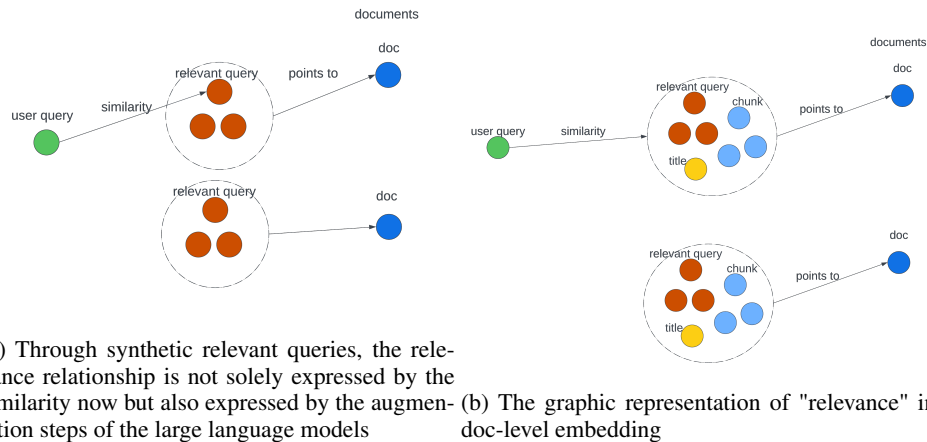 documents
doc
relevant query
points to
similarity
user query
relevant query
doc
) Through synthetic relevant queries, the rele-
ance relationship is not solely expressed by the
milarity now but also expressed by the augmen-
tion steps of the large language models
documents
doc
relevant query
chunk
points to
similarity
user query
title
doc
relevant query
chunk
points to
title
(b) The graphic representation of "relevance" in
doc-level embedding